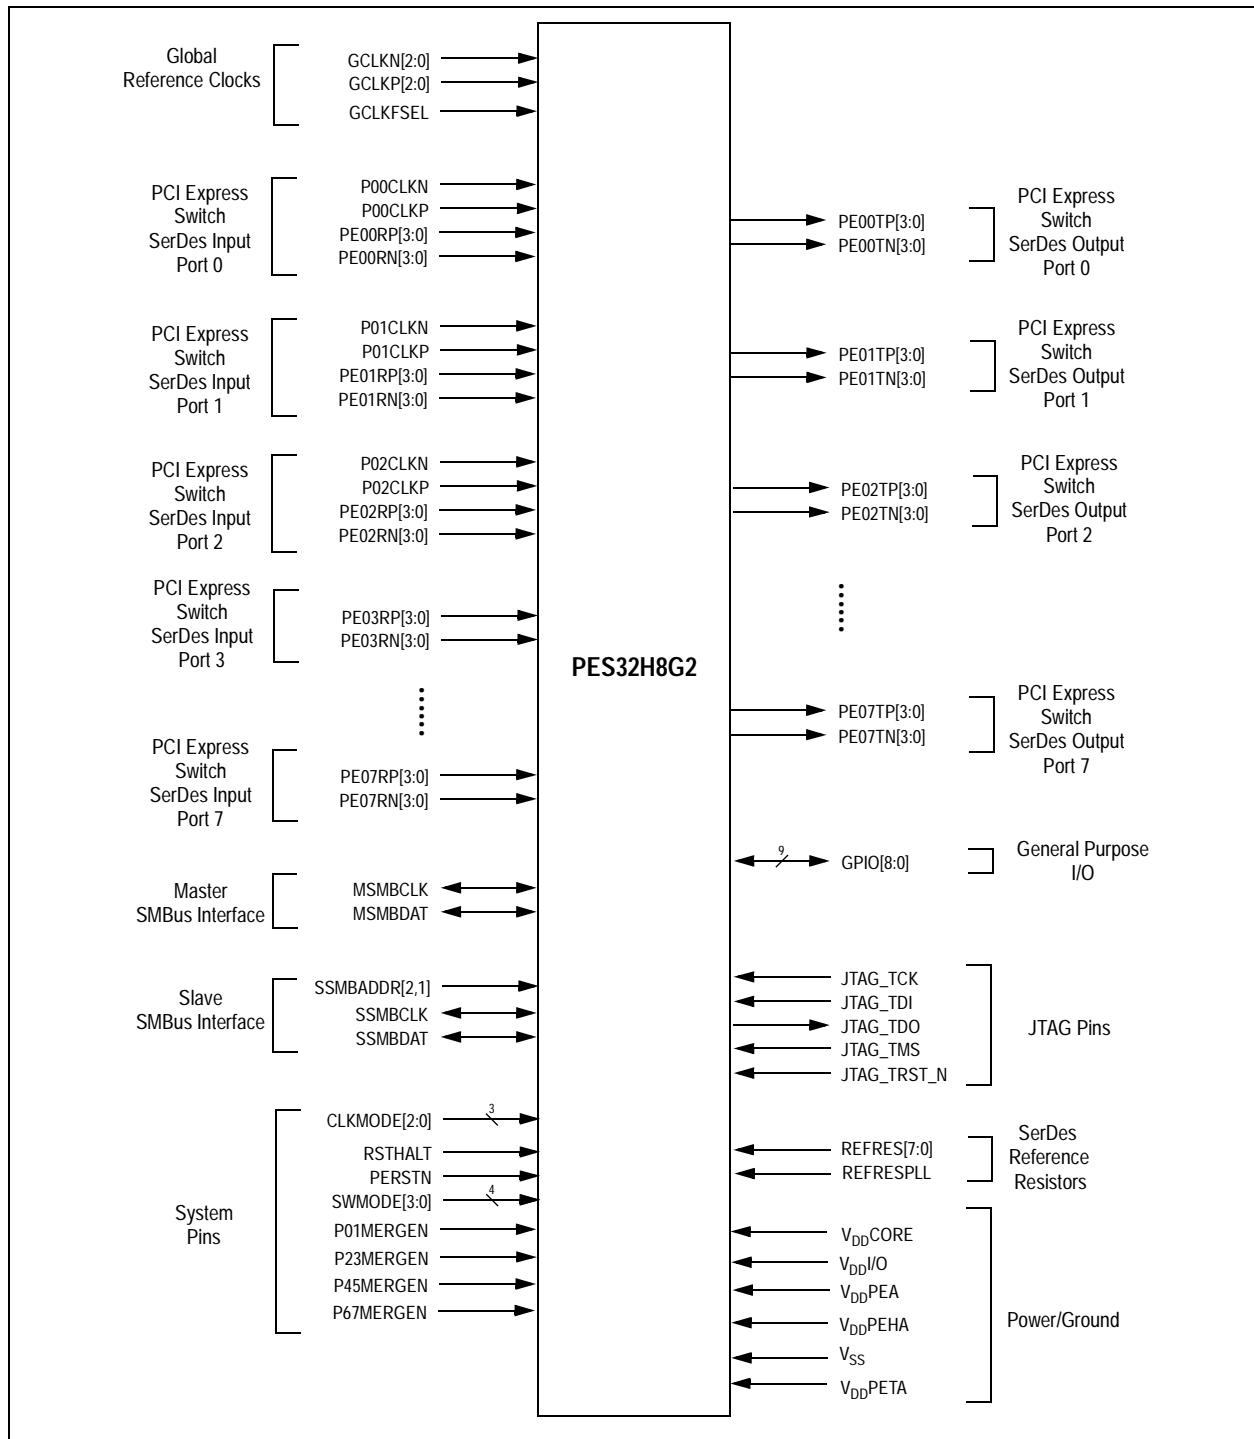 Global
Reference Clocks
GCLKN[2:0]
GCLKP[2:0]
GCLKFSEL
PCI Express
Switch
SerDes Input
Port 0
P00CLKN
P00CLKP
PE00RP[3:0]
PE00RN[3:0]
PCI Express
Switch
SerDes Input
Port 1
P01CLKN
P01CLKP
PE01RP[3:0]
PE01RN[3:0]
PCI Express
Switch
SerDes Input
Port 2
P02CLKN
P02CLKP
PE02RP[3:0]
PE02RN[3:0]
PCI Express
Switch
SerDes Input
Port 3
PE03RP[3:0]
PE03RN[3:0]
PCI Express
Switch
SerDes Input
Port 7
PE07RP[3:0]
PE07RN[3:0]
Master
SMBus Interface
MSMBCLK
MSMBDAT
Slave
SMBus Interface
SSMBADDR[2,1]
SSMBCLK
SSMBDAT
System
Pins
CLKMODE[2:0]
3
RSTHALT
PERSTN
SWMODE[3:0]
4
P01MERGEN
P23MERGEN
P45MERGEN
P67MERGEN
PES32H8G2
PE00TP[3:0]
PE00TN[3:0]
PCI Express
Switch
SerDes Output
Port 0
PE01TP[3:0]
PE01TN[3:0]
PCI Express
Switch
SerDes Output
Port 1
PE02TP[3:0]
PE02TN[3:0]
PCI Express
Switch
SerDes Output
Port 2
PE07TP[3:0]
PE07TN[3:0]
PCI Express
Switch
SerDes Output
Port 7
9
GPIO[8:0]
General Purpose
I/O
JTAG_TCK
JTAG_TDI
JTAG_TDO
JTAG_TMS
JTAG_TRST_N
JTAG Pins
REFRES[7:0]
REFRESPLL
SerDes
Reference
Resistors
VDDCORE
VDDI/O
VDDPEA
VDDPEHA
VSS
VDDPETA
Power/Ground